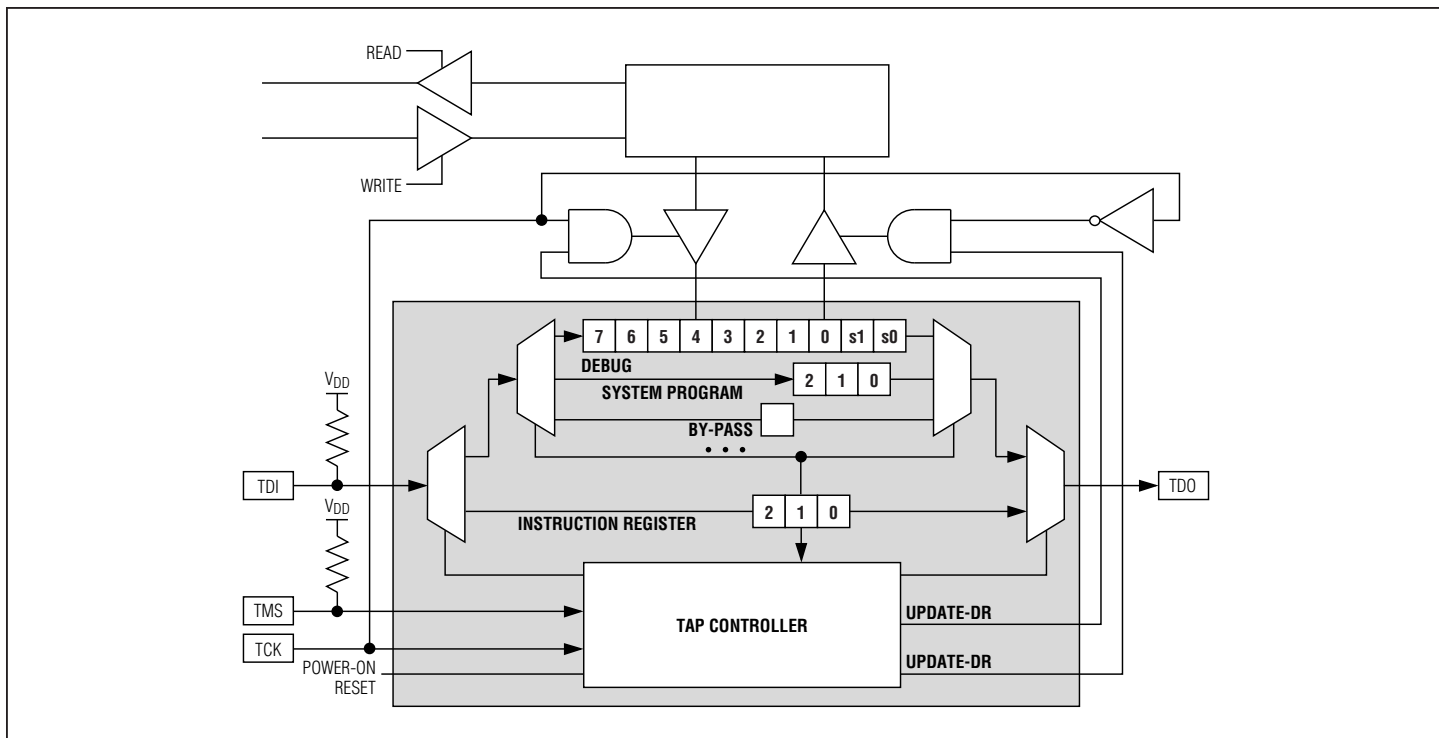 READ
WRITE
7 6 5 4 3 2 1 0 s1 s0
DEBUG
SYSTEM PROGRAM
2 1 0
BY-PASS
VDD
TDI
VDD
INSTRUCTION REGISTER
2 1 0
TDO
TMS
TCK
POWER-ON
RESET
TAP CONTROLLER
UPDATE-DR
UPDATE-DR